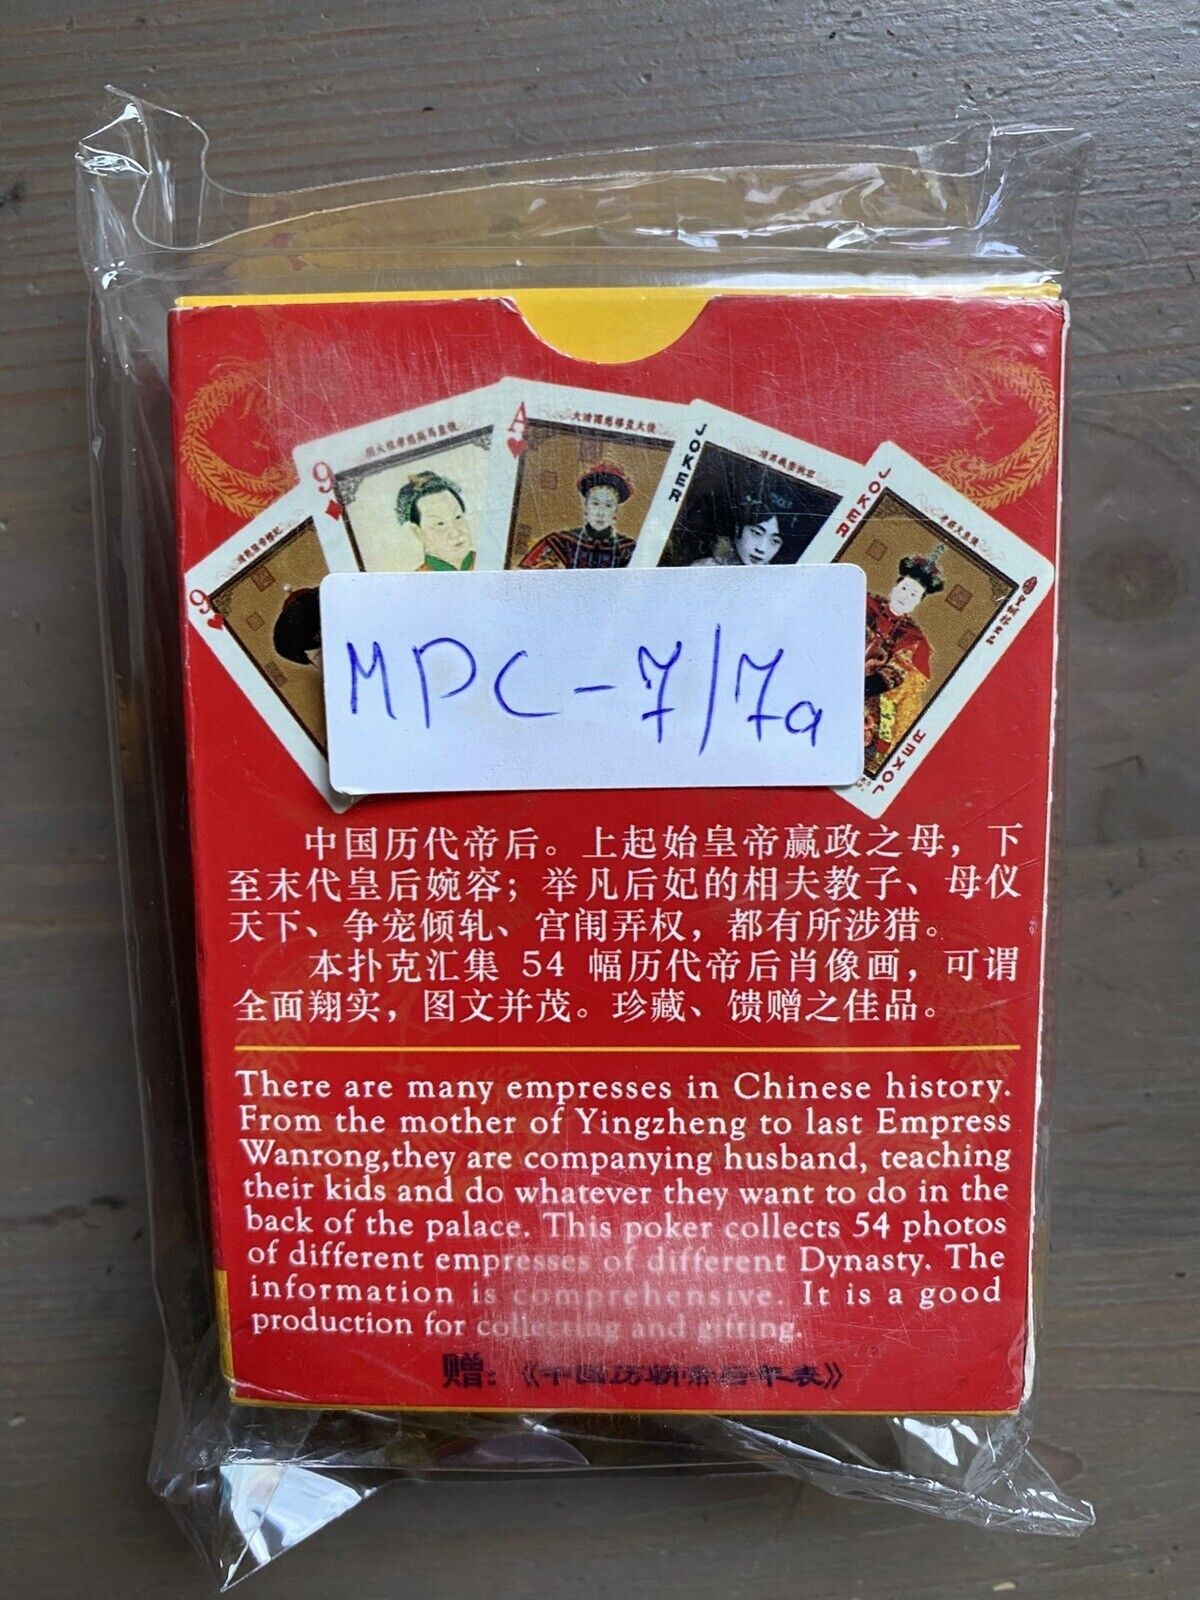 9
9
A
JOKER
JOKER
JOKER
MPC-7/7a
中国历代帝后。上起始皇帝赢政之母，下
至末代皇后婉容；举凡后妃的相夫教子、母仪
天下、争宠倾轧、宫闱弄权，都有所涉猎。
本扑克汇集 54 幅历代帝后肖像画，可谓
全面翔实，图文并茂。珍藏、馈赠之佳品。
There are many empresses in Chinese history.
From the mother of Yingzheng to last Empress
Wanrong,they are companying husband, teaching
their kids and do whatever they want to do in the
back of the palace. This poker collects 54 photos
of different empresses of different Dynasty. The
information is comprehensive. It is a good
production for collecting and gifting.
赠：《中国历朝帝后年表》